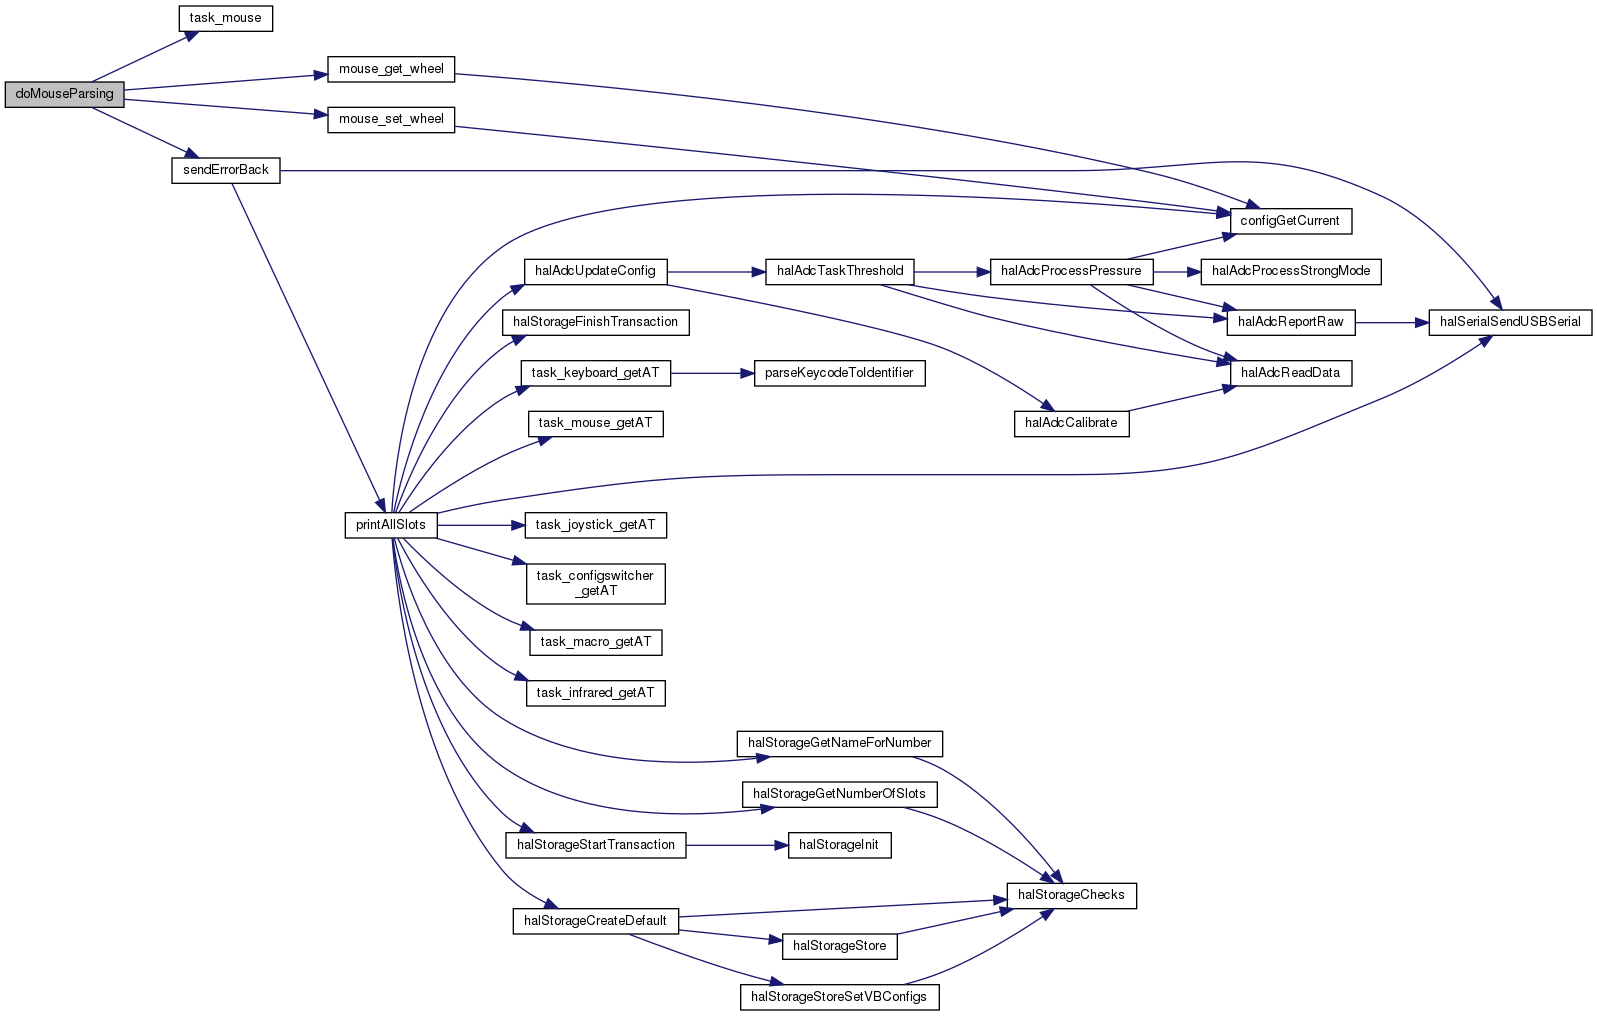 task_mouse
mouse_get_wheel
doMouseParsing
mouse_set_wheel
sendErrorBack
configGetCurrent
halAdcUpdateConfig
halAdcTaskThreshold
halAdcProcessPressure
halAdcProcessStrongMode
halStorageFinishTransaction
halAdcReportRaw
halSerialSendUSBSerial
task_keyboard_getAT
parseKeycodeToIdentifier
halAdcReadData
task_mouse_getAT
halAdcCalibrate
printAllSlots
task_joystick_getAT
task_configswitcher
_getAT
task_macro_getAT
task_infrared_getAT
halStorageGetNameForNumber
halStorageGetNumberOfSlots
halStorageStartTransaction
halStorageInit
halStorageChecks
halStorageCreateDefault
halStorageStore
halStorageStoreSetVBConfigs